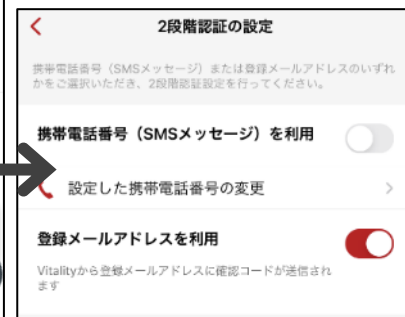 2段階認証の設定
携帯電話番号（SMSメッセージ）または登録メールアドレスのいずれ
かをご選択いただき、2段階認証設定を行ってください。
携帯電話番号（SMSメッセージ）を利用
設定した携帯電話番号の変更
登録メールアドレスを利用
Vitalityから登録メールアドレスに確認コードが送信され
ます